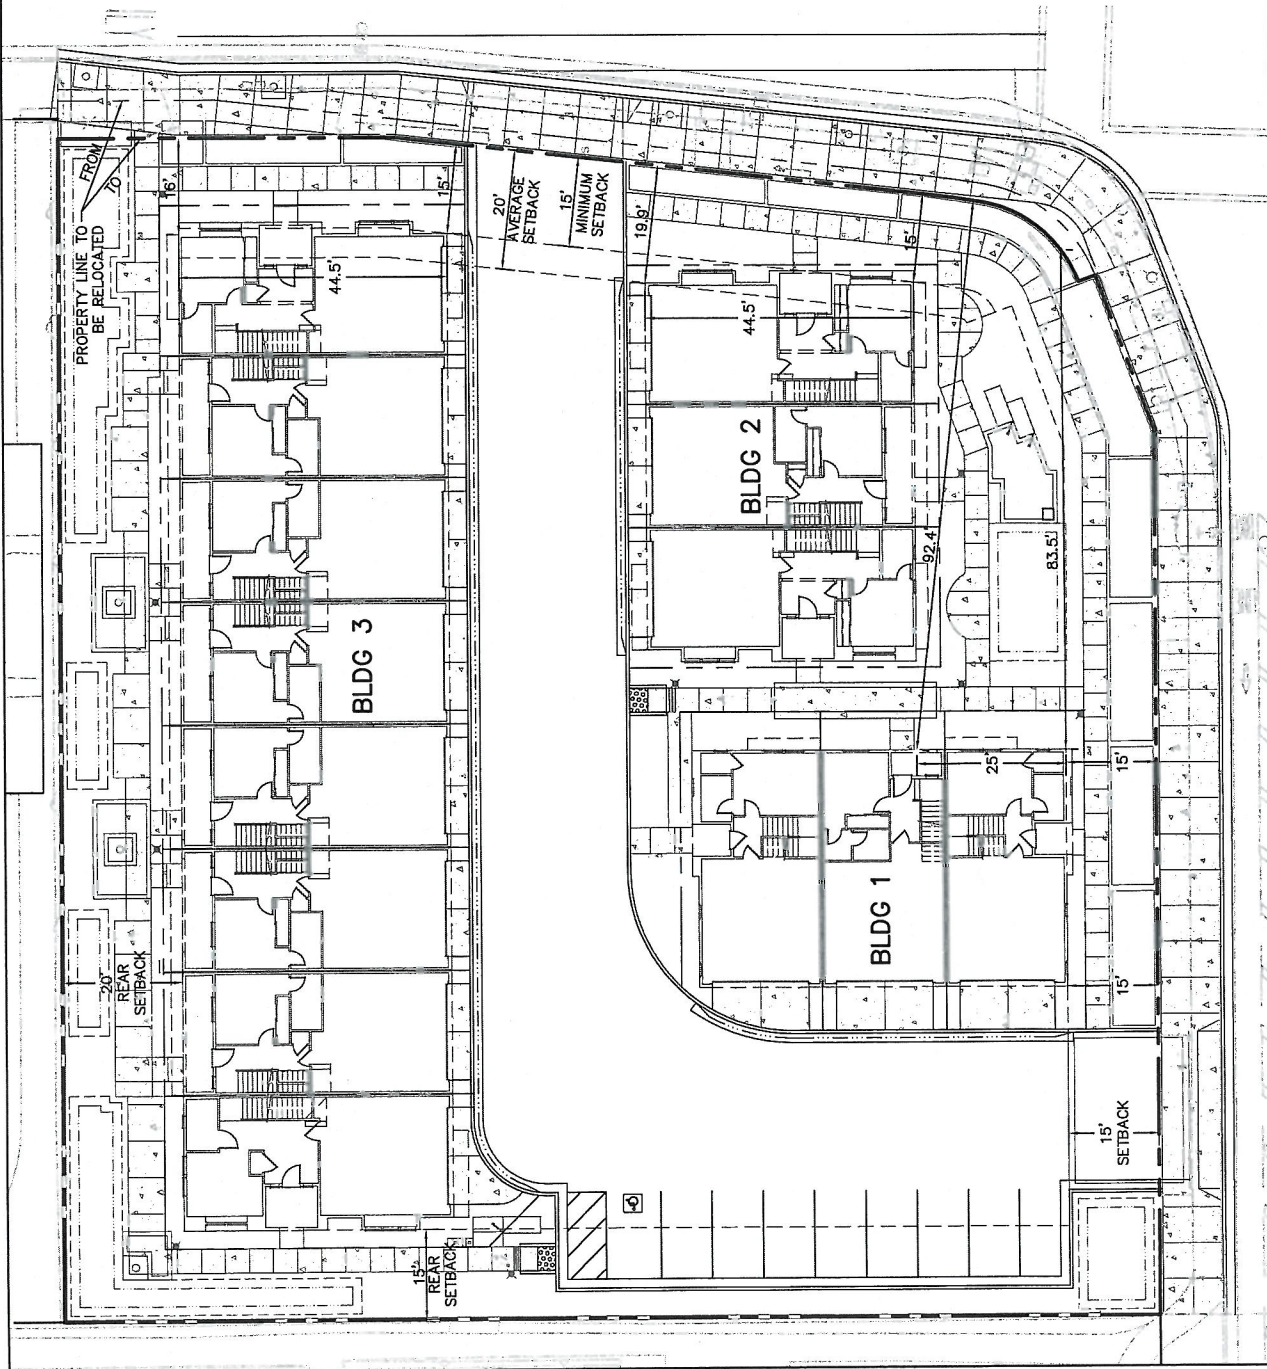 FROM
TO
PROPERTY LINE TO
BE RELOCATED
16'
15'
20'
AVERAGE
SETBACK
15'
MINIMUM
SETBACK
19.9'
15'
44.5'
44.5'
BLDG 3
BLDG 2
92.4'
83.5'
25'
15'
BLDG 1
15'
20'
REAR
SETBACK
15'
SETBACK
15'
REAR
SETBACK